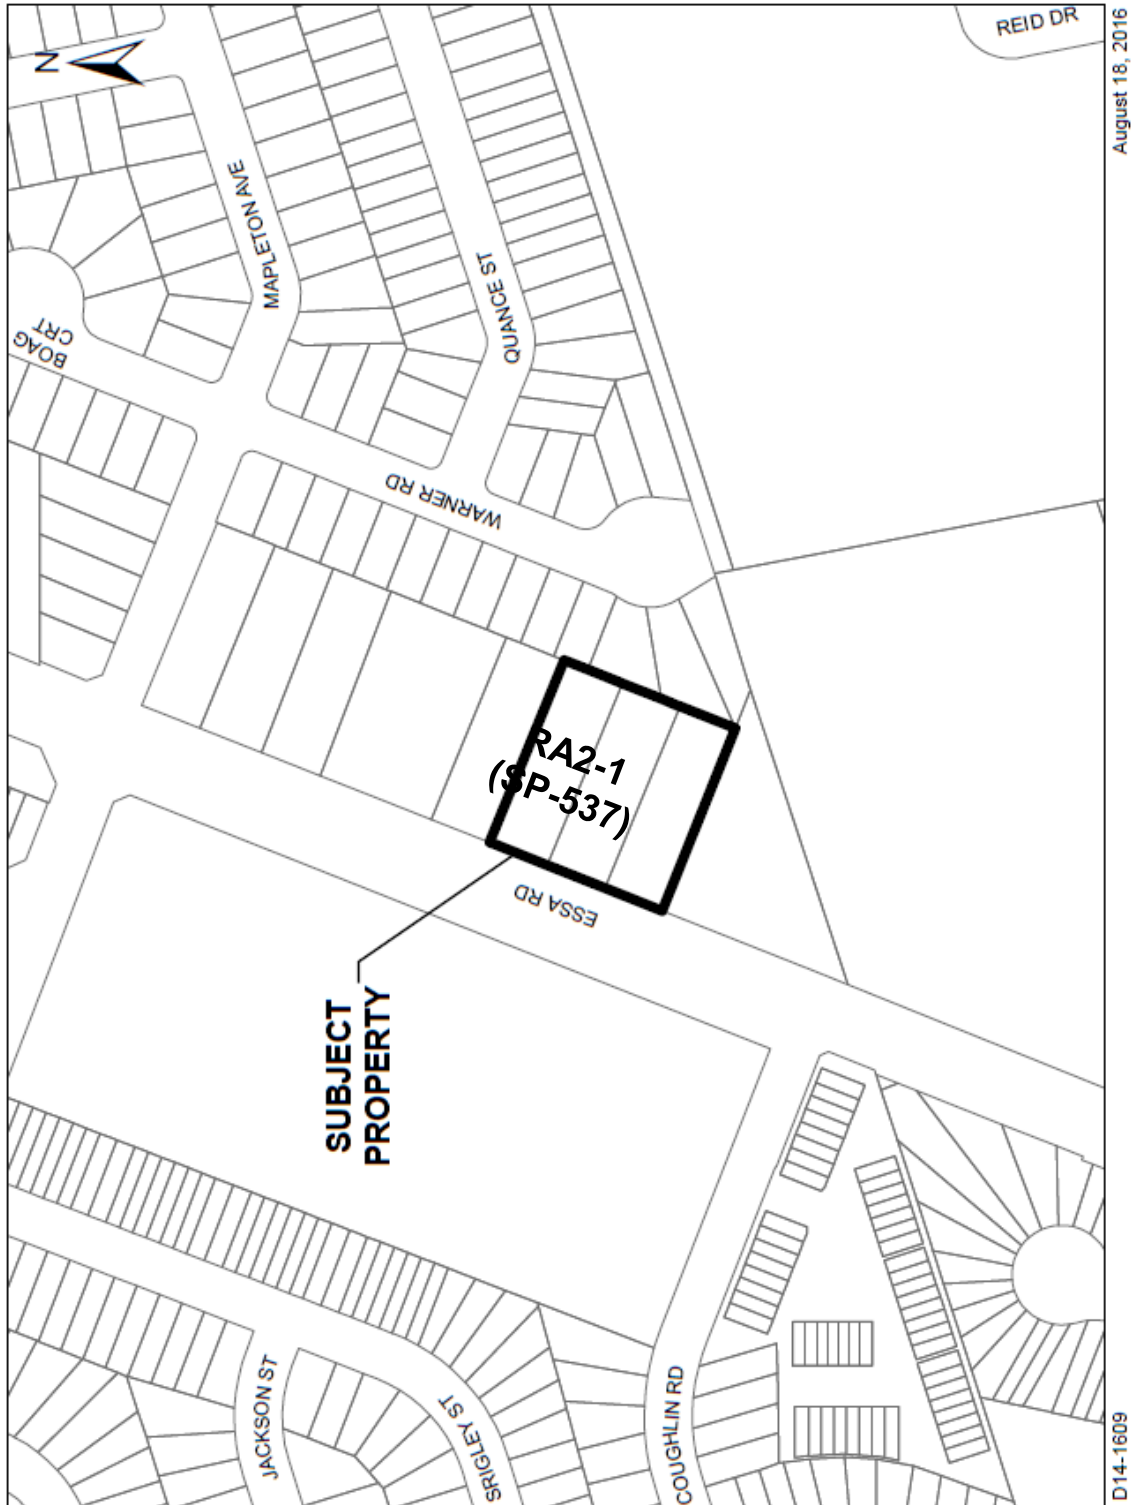 REID DR
August 18, 2016
N
MAPLETON AVE
QUANCE ST
BOAG
CRT
WARNER RD
RA2-1
(SP-537)
ESSA RD
SUBJECT
PROPERTY
JACKSON ST
SRIGLEY ST
COUGHLIN RD
D14-1609